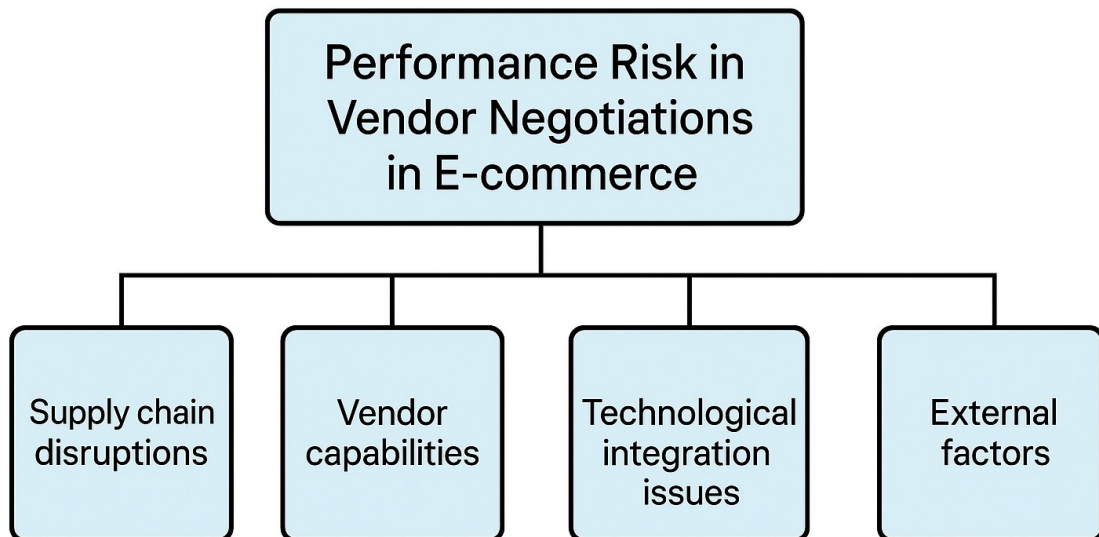 Performance Risk in
Vendor Negotiations
in E-commerce
Supply chain
disruptions
Vendor
capabilities
Technological
integration
issues
External
factors